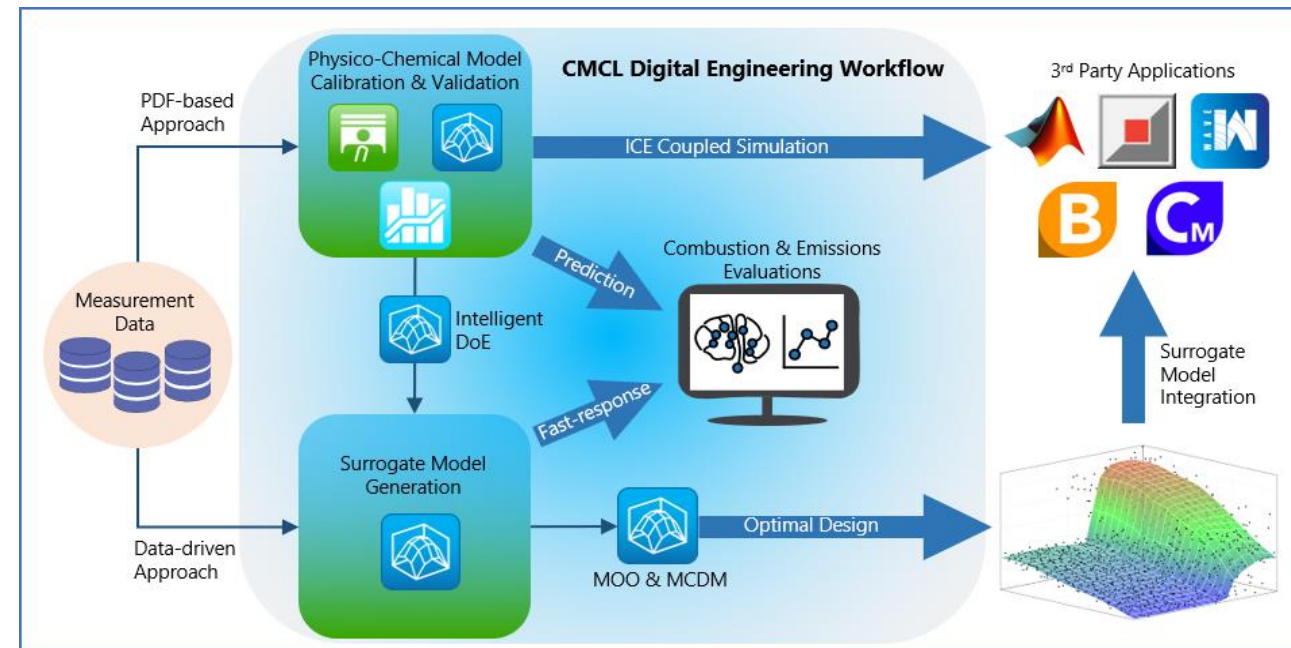 Physico-Chemical Model
Calibration & Validation
CMCL Digital Engineering Workflow
3rd Party Applications
PDF-based
Approach
n
ICE Coupled Simulation
WAVE
M
B
CM
Prediction
Combustion & Emissions
Evaluations
Measurement
Data
Intelligent
DoE
Surrogate
Model
Integration
Fast-response
Surrogate Model
Generation
Optimal Design
Data-driven
Approach
MOO & MCDM